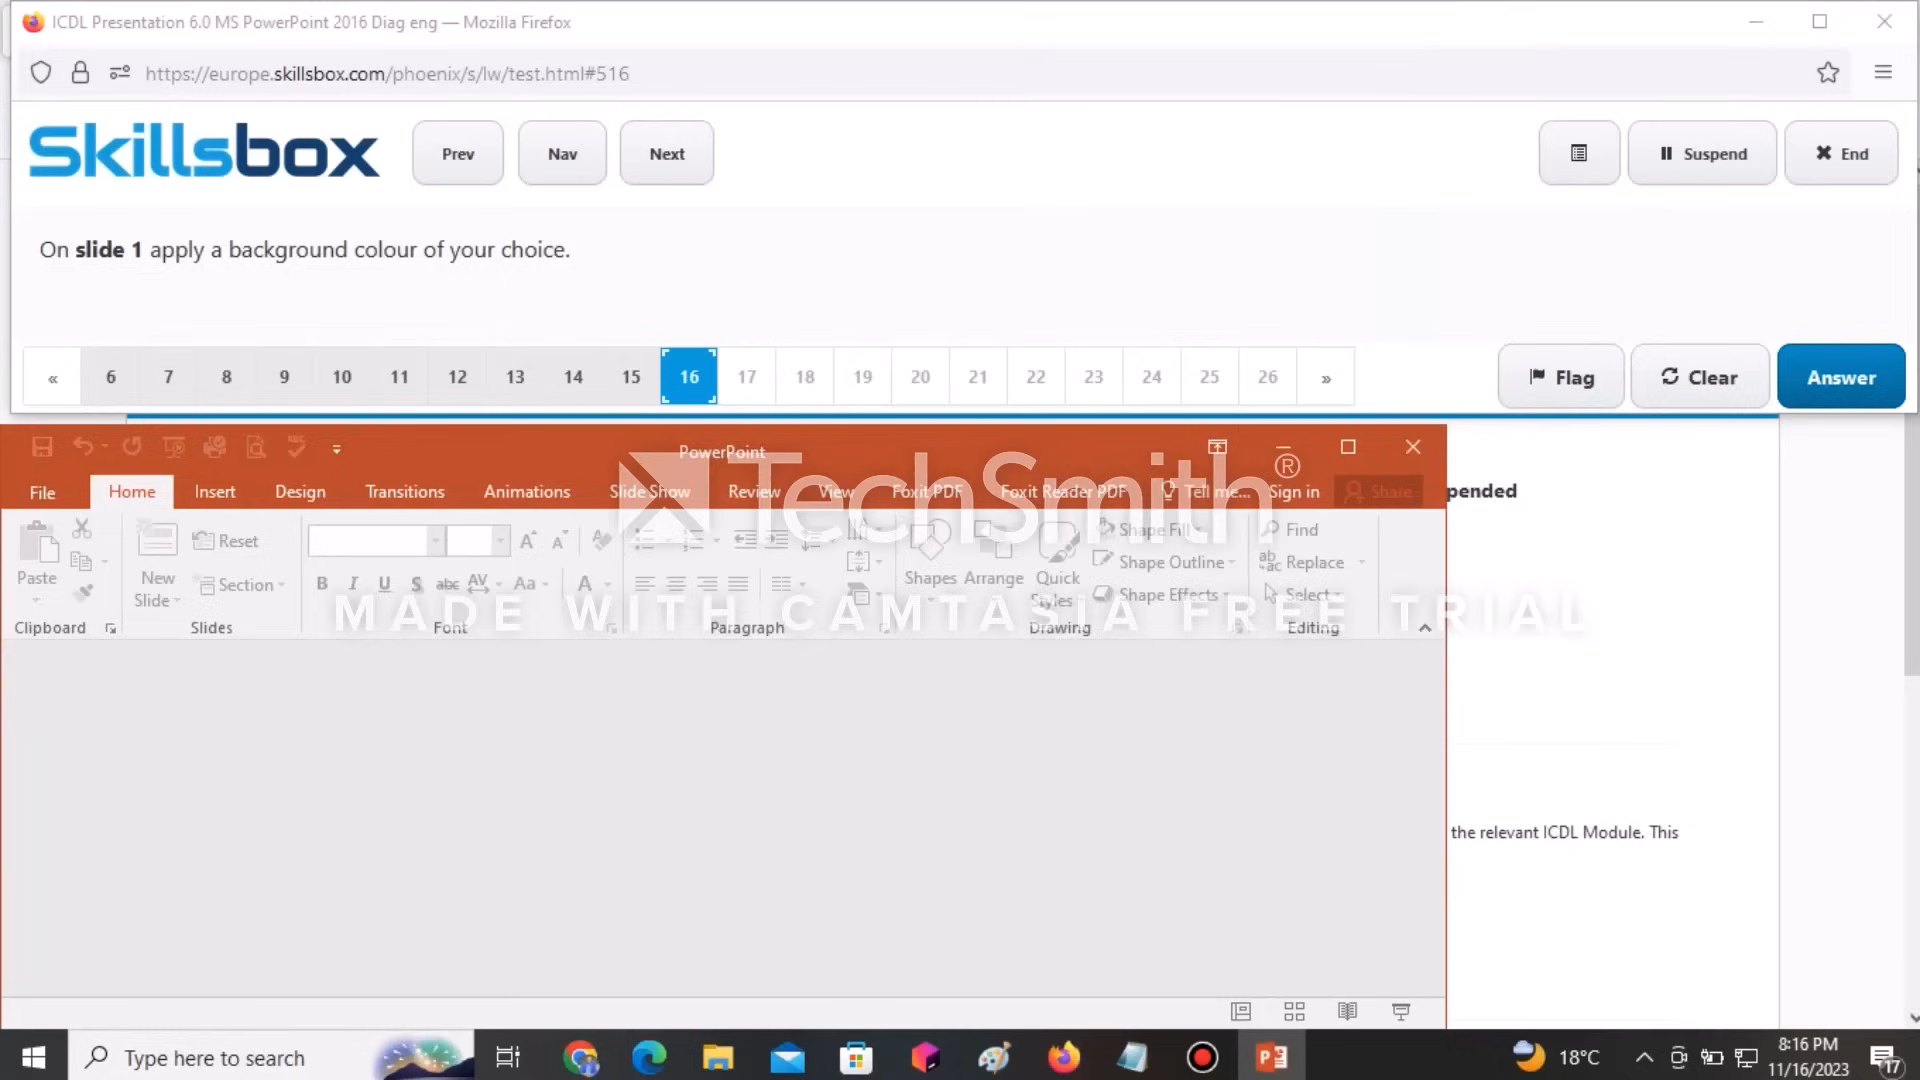 ICDL Presentation 6.0 MS PowerPoint 2016 Diag eng — Mozilla Firefox
https://europe.skillsbox.com/phoenix/s/lw/test.html#516
Skillsbox
Prev
Nav
Next
Suspend
End
On slide 1 apply a background colour of your choice.
« 6 7 8 9 10 11 12 13 14 15 16 17 18 19 20 21 22 23 24 25 26 »
Flag
Clear
Answer
PowerPoint
File Home Insert Design Transitions Animations Slide Show Review View Foxit PDF Foxit Reader PDF Tell me... Sign in Share
TechSmith®
pended
Paste
New Slide
Reset
Section
B I U S abc AV Aa A
Shapes Arrange Quick Styles
Shape Fill
Shape Outline
Shape Effects
Find
Replace
Select
MADE WITH CAMTASIA FREE TRIAL
Clipboard Slides Font Paragraph Drawing Editing
the relevant ICDL Module. This
Type here to search
18°C
8:16 PM
11/16/2023
17